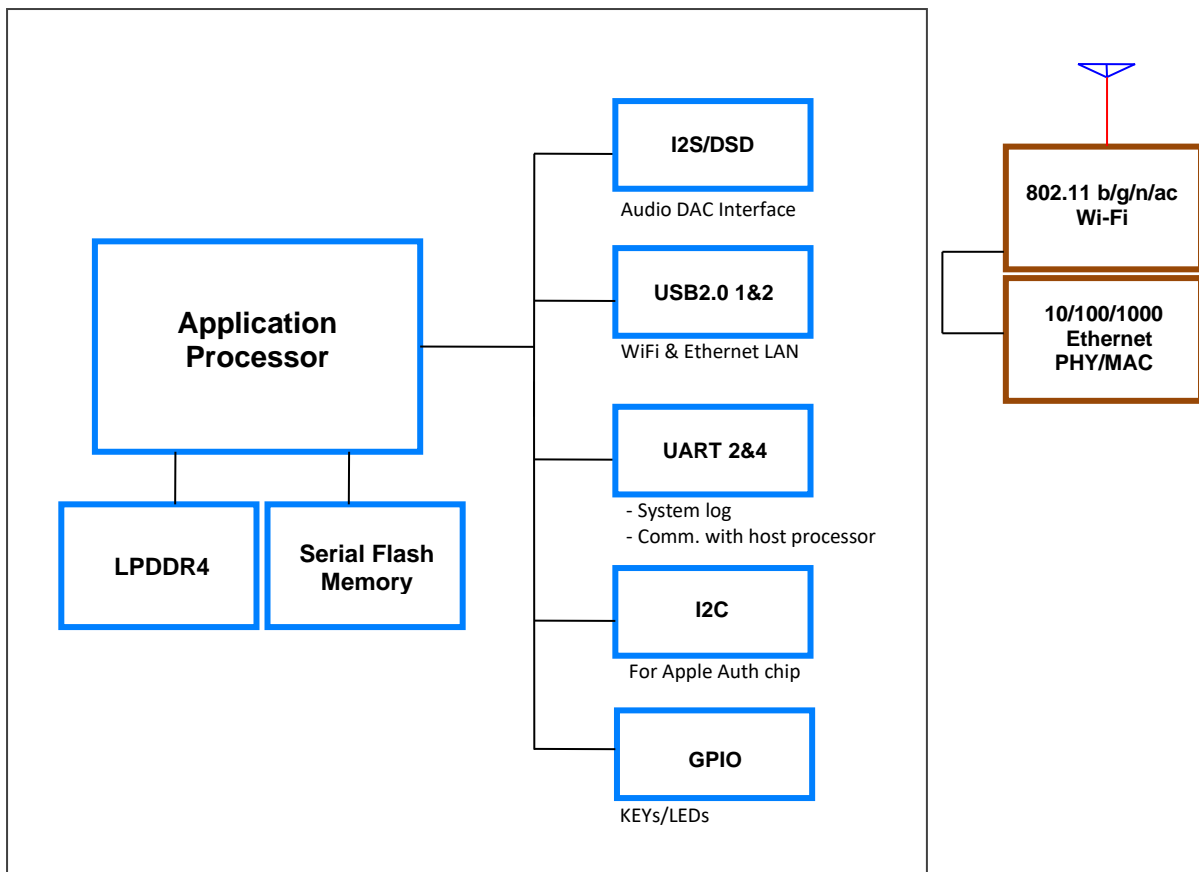 I2S/DSD
Audio DAC Interface
Application
Processor
USB2.0 1&2
WiFi & Ethernet LAN
UART 2&4
- System log
- Comm. with host processor
LPDDR4
Serial Flash
Memory
I2C
For Apple Auth chip
GPIO
KEYs/LEDs
802.11 b/g/n/ac
Wi-Fi
10/100/1000
Ethernet
PHY/MAC